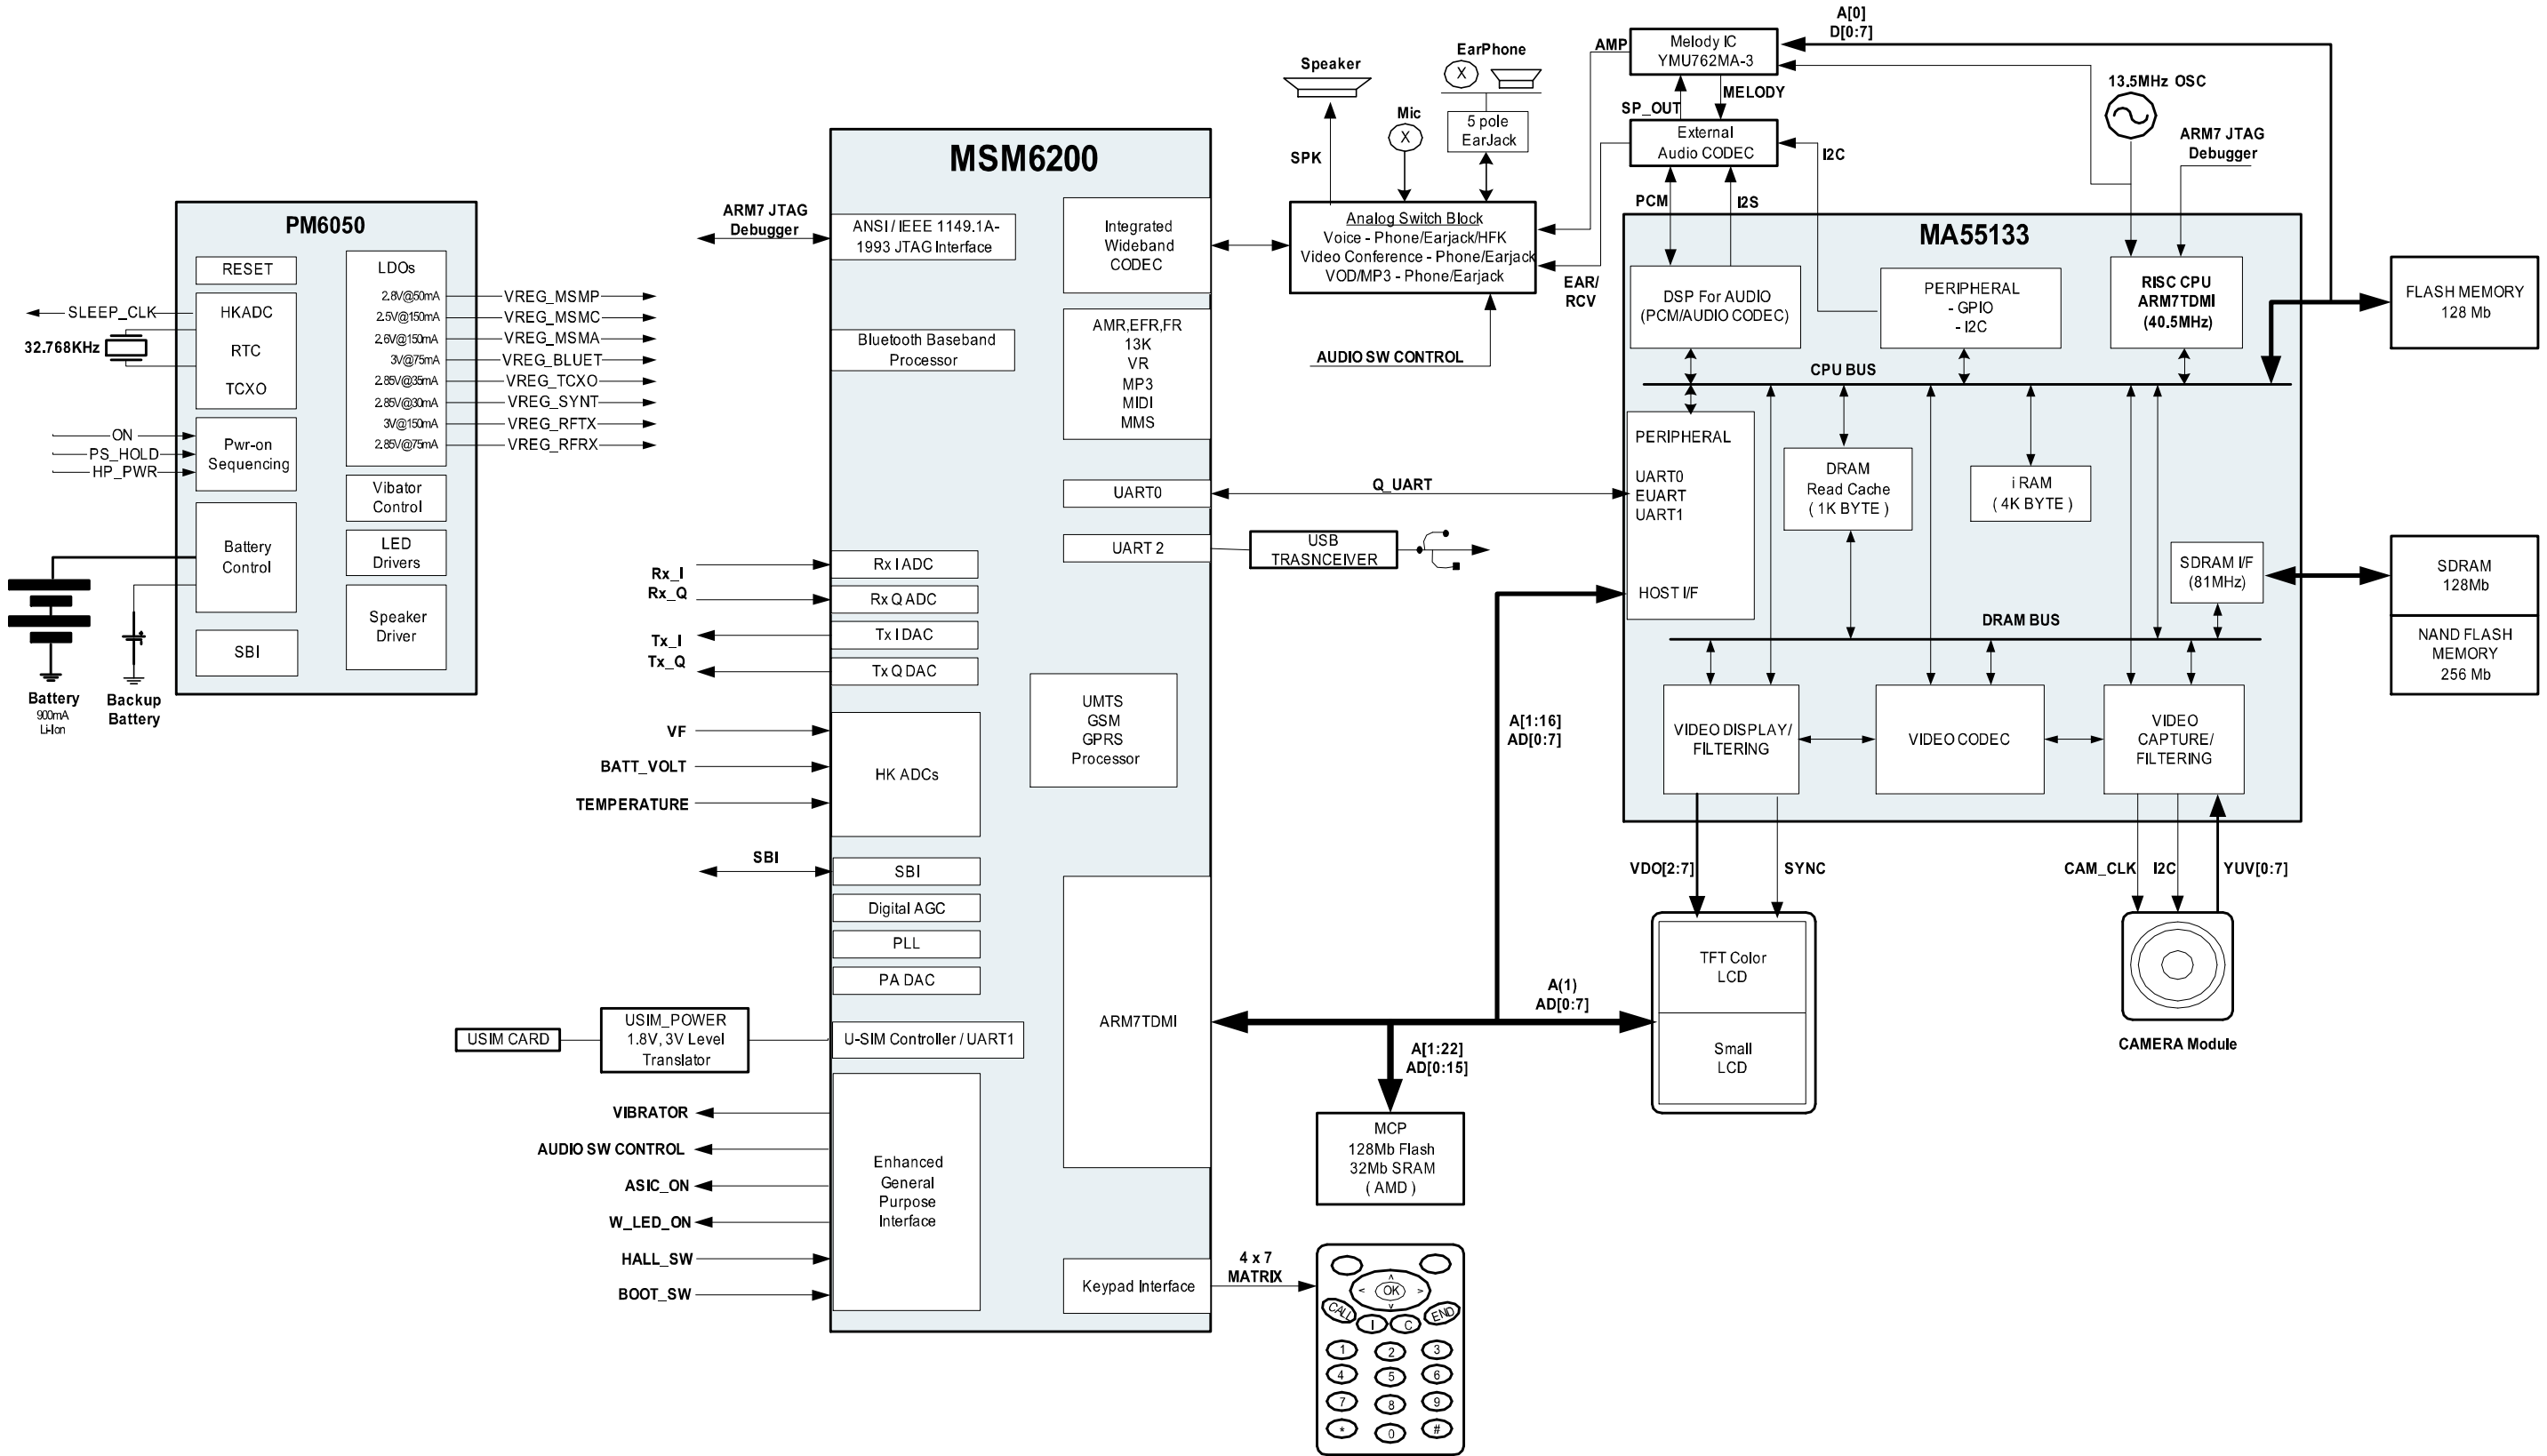 PM6050
RESET
HKADC
RTC
TCXO
Pwr-on
Sequencing
Battery
Control
SBI
LDOs
2.8V@50mA
2.5V@150mA
2.6V@150mA
3V@75mA
2.85V@35mA
2.85V@30mA
3V@150mA
2.85V@75mA
Vibator
Control
LED
Drivers
Speaker
Driver
SLEEP_CLK
32.768KHz
ON
PS_HOLD
HP_PWR
Battery
900mA
Li-Ion
Backup
Battery
VREG_MSMP
VREG_MSMC
VREG_MSMA
VREG_BLUET
VREG_TCXO
VREG_SYNT
VREG_RFTX
VREG_RFRX
MSM6200
ARM7 JTAG
Debugger
ANSI / IEEE 1149.1A-
1993 JTAG Interface
Bluetooth Baseband
Processor
Integrated
Wideband
CODEC
AMR,EFR,FR
13K
VR
MP3
MIDI
MMS
UART0
UART 2
Rx_I
Rx_Q
Tx_I
Tx_Q
Rx I ADC
Rx Q ADC
Tx I DAC
Tx Q DAC
VF
BATT_VOLT
TEMPERATURE
HK ADCs
UMTS
GSM
GPRS
Processor
SBI
SBI
Digital AGC
PLL
PA DAC
ARM7TDMI
USIM CARD
USIM_POWER
1.8V, 3V Level
Translator
U-SIM Controller / UART1
VIBRATOR
AUDIO SW CONTROL
ASIC_ON
W_LED_ON
HALL_SW
BOOT_SW
Enhanced
General
Purpose
Interface
Keypad Interface
4 x 7
MATRIX
Speaker
SPK
Mic
X
EarPhone
X
5 pole
EarJack
Analog Switch Block
Voice - Phone/Earjack/HFK
Video Conference - Phone/Earjack
VOD/MP3 - Phone/Earjack
AUDIO SW CONTROL
AMP
Melody IC
YMU762MA-3
SP_OUT
MELODY
External
Audio CODEC
EAR/
RCV
PCM
I2S
I2C
A[0]
D[0:7]
13.5MHz OSC
ARM7 JTAG
Debugger
MA55133
DSP For AUDIO
(PCM/AUDIO CODEC)
PERIPHERAL
- GPIO
- I2C
RISC CPU
ARM7TDMI
(40.5MHz)
CPU BUS
FLASH MEMORY
128 Mb
Q_UART
USB
TRASNCEIVER
PERIPHERAL
UART0
EUART
UART1
HOST I/F
DRAM
Read Cache
( 1K BYTE )
i RAM
( 4K BYTE )
SDRAM I/F
(81MHz)
DRAM BUS
SDRAM
128Mb
NAND FLASH
MEMORY
256 Mb
VIDEO DISPLAY/
FILTERING
VIDEO CODEC
VIDEO
CAPTURE/
FILTERING
A[1:16]
AD[0:7]
VDO[2:7]
SYNC
CAM_CLK
I2C
YUV[0:7]
TFT Color
LCD
Small
LCD
CAMERA Module
A(1)
AD[0:7]
A[1:22]
AD[0:15]
MCP
128Mb Flash
32Mb SRAM
( AMD )
^
< OK >
v
CALL
END
I C
1 2 3
4 5 6
7 8 9
* 0 #